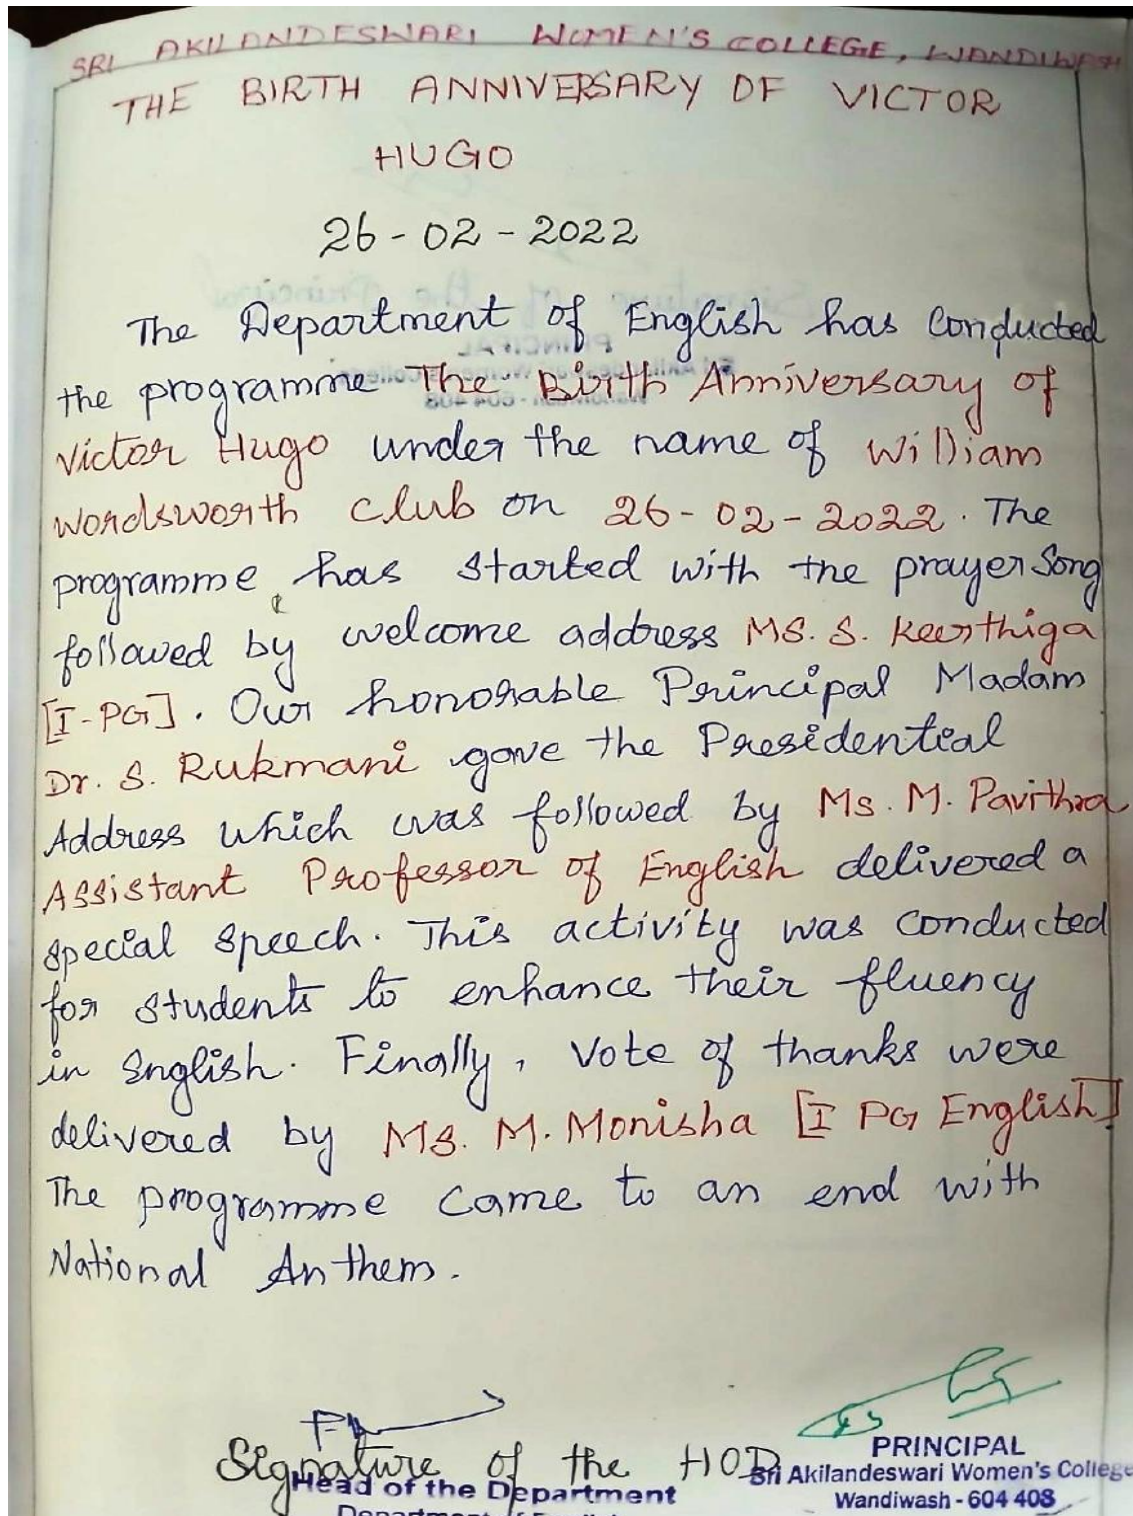 SRI AKILANDESWARI WOMEN'S COLLEGE, WANDIWASH
THE BIRTH ANNIVERSARY OF VICTOR
HUGO
26-02-2022
The Department of English has conducted
the programme The Birth Anniversary of
Victor Hugo under the name of William
Wordsworth Club on 26-02-2022. The
programme has started with the prayer Song
followed by welcome address MS. S. Keerthiga
[I-PG]. Our honorable Principal Madam
Dr. S. Rukmani gave the Presidential
Address which was followed by Ms. M. Pavithra
Assistant Professor of English delivered a
special speech. This activity was conducted
for students to enhance their fluency
in English. Finally, Vote of thanks were
delivered by Ms. M. Monisha [I PG English]
The programme came to an end with
National Anthem.
Signature of the HOD
Head of the Department
Department of English
PRINCIPAL
Sri Akilandeswari Women's College
Wandiwash - 604 408